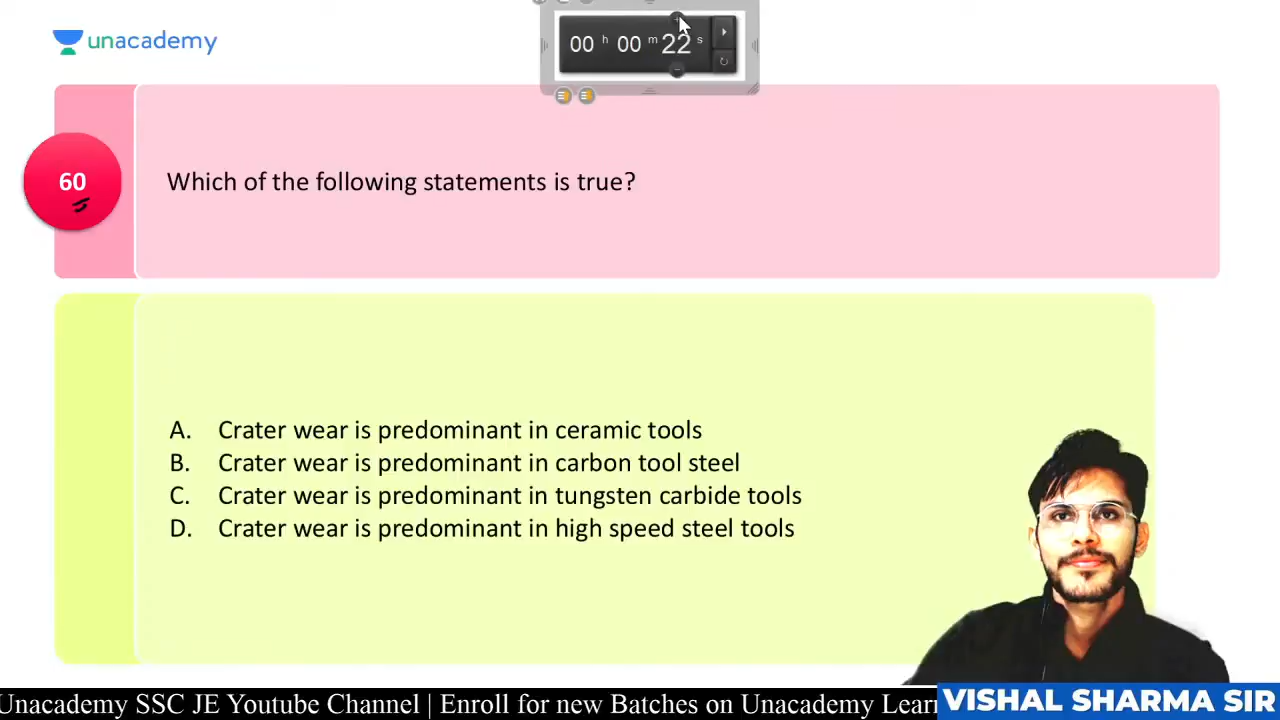 unacademy
00 h 00 m 22 s
60
Which of the following statements is true?
A. Crater wear is predominant in ceramic tools
B. Crater wear is predominant in carbon tool steel
C. Crater wear is predominant in tungsten carbide tools
D. Crater wear is predominant in high speed steel tools
Unacademy SSC JE Youtube Channel | Enroll for new Batches on Unacademy Lear
VISHAL SHARMA SIR